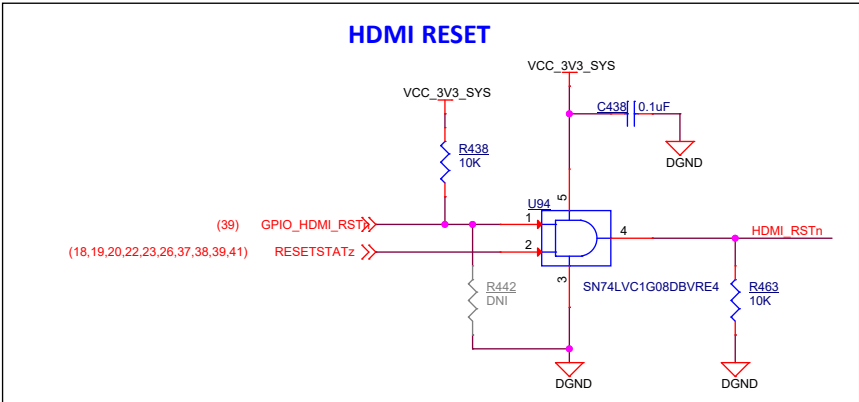 HDMI RESET
VCC_3V3_SYS
VCC_3V3_SYS
C438 0.1uF
R438
10K
DGND
U94
5
(39) GPIO_HDMI_RSTn
1
4
HDMI_RSTn
(18,19,20,22,23,26,37,38,39,41) RESETSTATz
2
3
R442
DNI
SN74LVC1G08DBVRE4
R463
10K
DGND
DGND